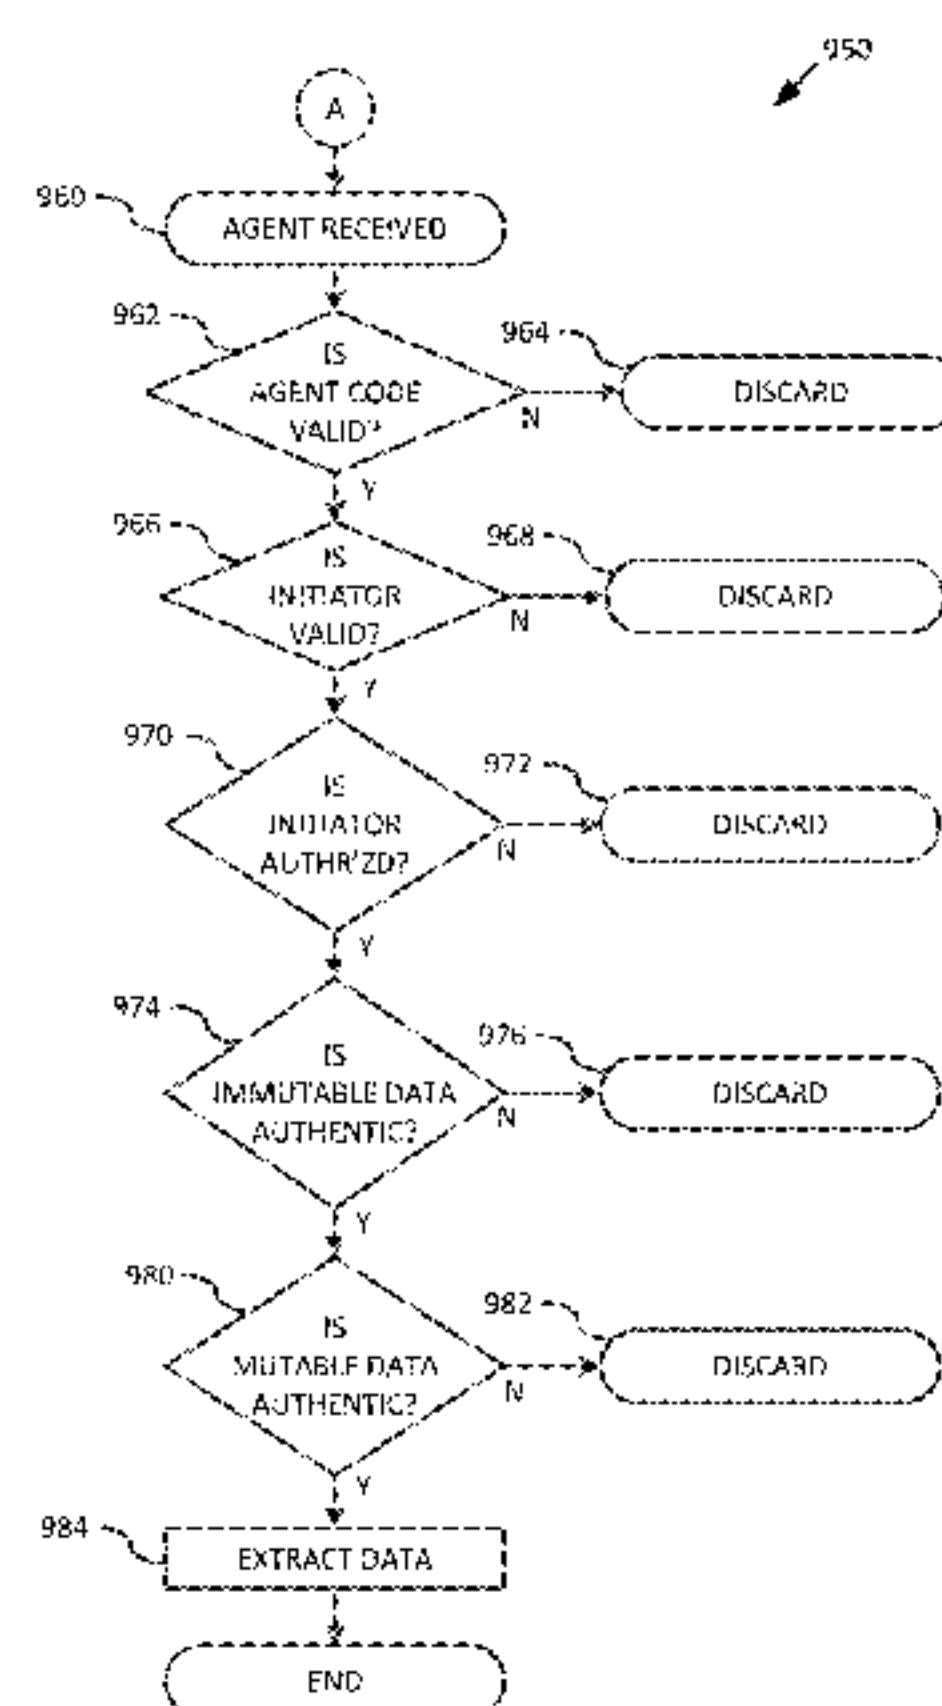 950
A
960
AGENT RECEIVED
962
IS
AGENT CODE
VALID?
964
DISCARD
N
Y
966
IS
INITIATOR
VALID?
968
DISCARD
N
Y
970
IS
INITIATOR
AUTHR'ZD?
972
DISCARD
N
Y
974
IS
IMMUTABLE DATA
AUTHENTIC?
976
DISCARD
N
Y
980
IS
MUTABLE DATA
AUTHENTIC?
982
DISCARD
N
Y
984
EXTRACT DATA
END